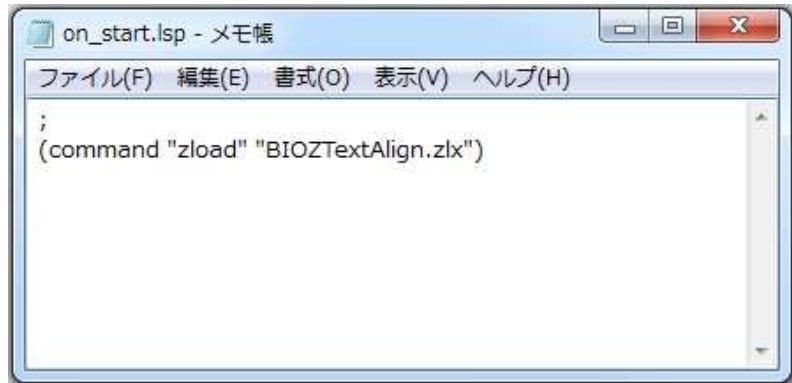 on_start.lsp - メモ帳
ファイル(F) 編集(E) 書式(O) 表示(V) ヘルプ(H)
;
(command "zload" "BIOZTextAlign.zlx")